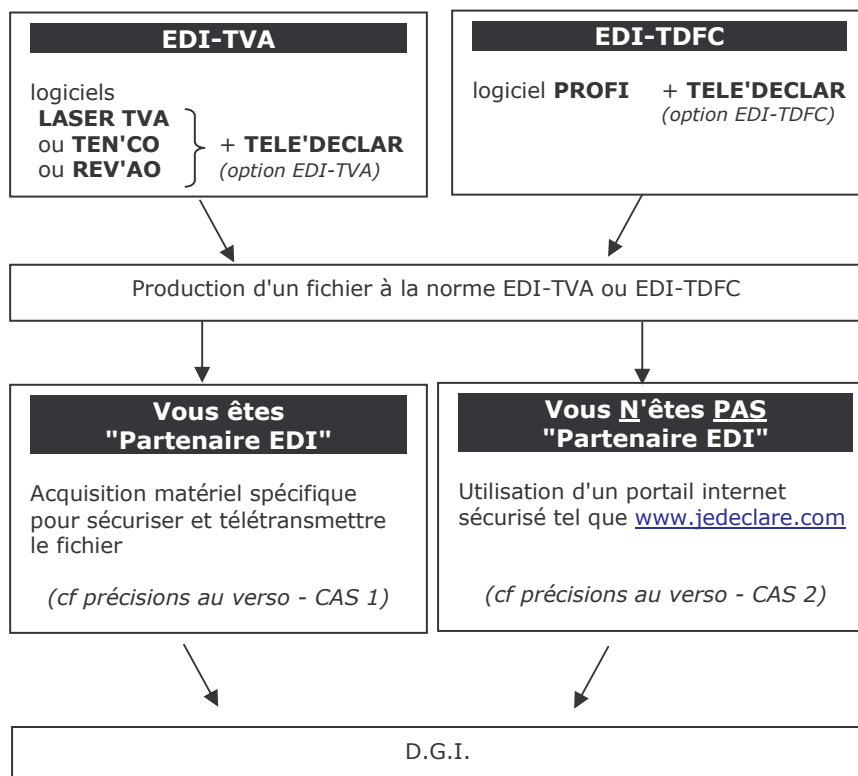 EDI-TVA
logiciels
LASER TVA
ou TEN'CO
ou REV'AO
+ TELE'DECLAR
(option EDI-TVA)
EDI-TDFC
logiciel PROFI + TELE'DECLAR
(option EDI-TDFC)
Production d'un fichier à la norme EDI-TVA ou EDI-TDFC
Vous êtes
"Partenaire EDI"
Acquisition matériel spécifique
pour sécuriser et télétransmettre
le fichier
(cf précisions au verso - CAS 1)
Vous N'êtes PAS
"Partenaire EDI"
Utilisation d'un portail internet
sécurisé tel que www.jedeclare.com
(cf précisions au verso - CAS 2)
D.G.I.